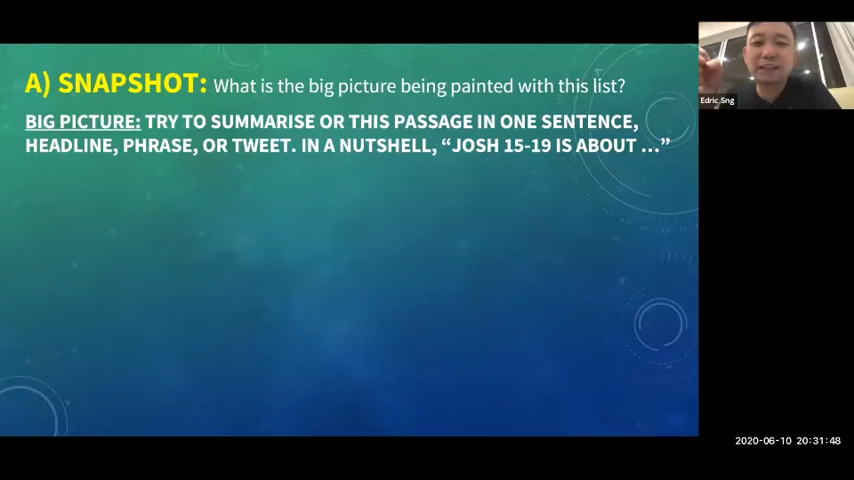 A) SNAPSHOT: What is the big picture being painted with this list?
BIG PICTURE: TRY TO SUMMARISE OR THIS PASSAGE IN ONE SENTENCE,
HEADLINE, PHRASE, OR TWEET. IN A NUTSHELL, “JOSH 15-19 IS ABOUT …”
Edric Sng
2020-06-10 20:31:48